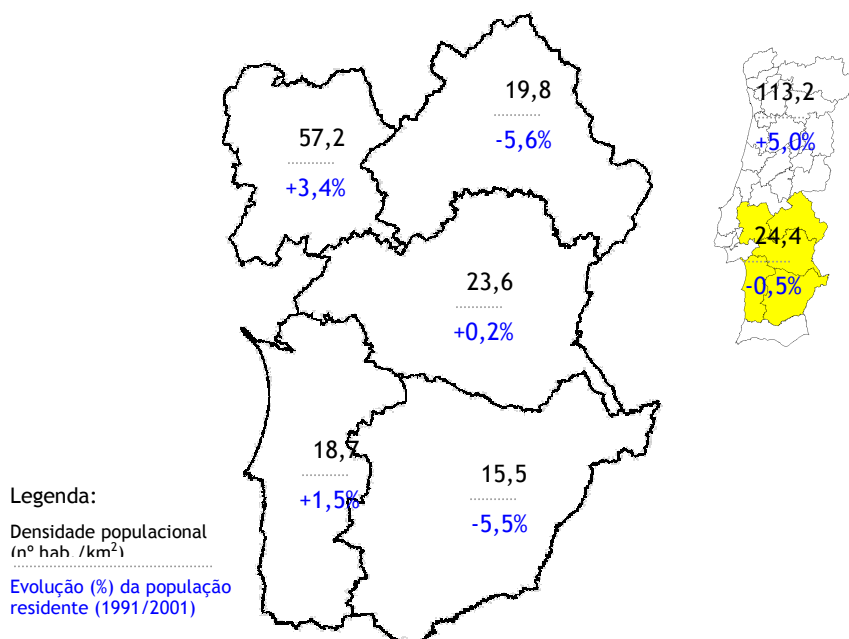 19,8
-5,6%
57,2
+3,4%
113,2
+5,0%
24,4
-0,5%
23,6
+0,2%
18,7
+1,5%
15,5
-5,5%
Legenda:
Densidade populacional
(nº hab./km²)
Evolução (%) da população
residente (1991/2001)